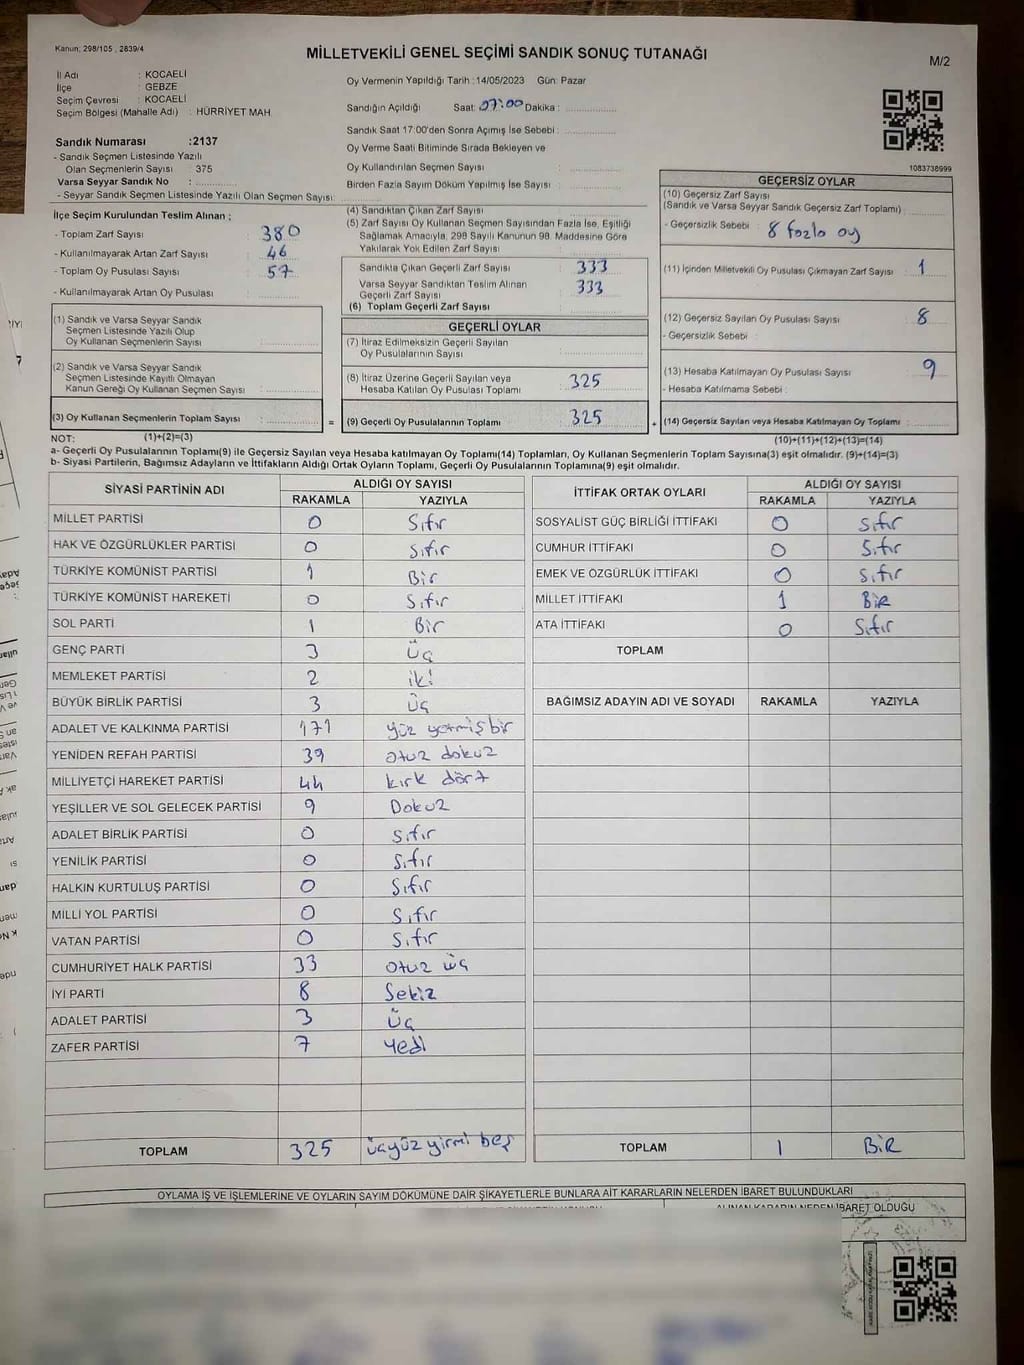 Kanun; 298/105 , 2839/4
MİLLETVEKİLİ GENEL SEÇİMİ SANDIK SONUÇ TUTANAĞI
M/2
İl Adı : KOCAELİ
İlçe : GEBZE
Seçim Çevresi : KOCAELİ
Seçim Bölgesi (Mahalle Adı) : HÜRRİYET MAH
Oy Vermenin Yapıldığı Tarih : 14/05/2023 Gün: Pazar
Sandığın Açıldığı Saat: 07:00 Dakika :
Sandık Saat 17:00'den Sonra Açımış İse Sebebi :
Oy Verme Saati Bitiminde Sırada Bekleyen ve
Oy Kullandırılan Seçmen Sayısı :
Birden Fazla Sayım Döküm Yapılmış İse Sayısı :
Sandık Numarası :2137
- Sandık Seçmen Listesinde Yazılı
Olan Seçmenlerin Sayısı : 375
Varsa Seyyar Sandık No :
- Seyyar Sandık Seçmen Listesinde Yazılı Olan Seçmen Sayısı:
1083738999
İlçe Seçim Kurulundan Teslim Alınan ;
- Toplam Zarf Sayısı : 380
- Kullanılmayarak Artan Zarf Sayısı : 46
- Toplam Oy Pusulası Sayısı : 57
- Kullanılmayarak Artan Oy Pusulası :
(1) Sandık ve Varsa Seyyar Sandık
Seçmen Listesinde Yazılı Olup
Oy Kullanan Seçmenlerin Sayısı :
(2) Sandık ve Varsa Seyyar Sandık
Seçmen Listesinde Kayıtlı Olmayan
Kanun Gereği Oy Kullanan Seçmen Sayısı :
(3) Oy Kullanan Seçmenlerin Toplam Sayısı :
(1)+(2)=(3)
(4) Sandıktan Çıkan Zarf Sayısı :
(5) Zarf Sayısı Oy Kullanan Seçmen Sayısından Fazla İse, Eşitliği
Sağlamak Amacıyla, 298 Sayılı Kanunun 98. Maddesine Göre
Yakılarak Yok Edilen Zarf Sayısı :
Sandıkta Çıkan Geçerli Zarf Sayısı : 333
Varsa Seyyar Sandıktan Teslim Alınan
Geçerli Zarf Sayısı : 333
(6) Toplam Geçerli Zarf Sayısı :
GEÇERLİ OYLAR
(7) İtiraz Edilmeksizin Geçerli Sayılan
Oy Pusulalarının Sayısı :
(8) İtiraz Üzerine Geçerli Sayılan veya
Hesaba Katılan Oy Pusulası Toplamı : 325
= (9) Geçerli Oy Pusulalarının Toplamı : 325 +
GEÇERSİZ OYLAR
(10) Geçersiz Zarf Sayısı
(Sandık ve Varsa Seyyar Sandık Geçersiz Zarf Toplamı) :
- Geçersizlik Sebebi : 8 fazla oy
(11) İçinden Milletvekili Oy Pusulası Çıkmayan Zarf Sayısı : 1
(12) Geçersiz Sayılan Oy Pusulası Sayısı : 8
- Geçersizlik Sebebi :
(13) Hesaba Katılmayan Oy Pusulası Sayısı : 9
- Hesaba Katılmama Sebebi :
(14) Geçersiz Sayılan veya Hesaba Katılmayan Oy Toplamı :
(10)+(11)+(12)+(13)=(14)
NOT:
a- Geçerli Oy Pusulasının Toplamı(9) ile Geçersiz Sayılan veya Hesaba katılmayan Oy Toplamı(14) Toplamları, Oy Kullanan Seçmenlerin Toplam Sayısına(3) eşit olmalıdır. (9)+(14)=(3)
b- Siyasi Partilerin, Bağımsız Adayların ve İttifakların Aldığı Ortak Oyların Toplamı, Geçerli Oy Pusulalarının Toplamına(9) eşit olmalıdır.
SİYASİ PARTİNİN ADI ALDIĞI OY SAYISI
RAKAMLA YAZIYLA
MİLLET PARTİSİ 0 Sıfır
HAK VE ÖZGÜRLÜKLER PARTİSİ 0 Sıfır
TÜRKİYE KOMÜNİST PARTİSİ 1 Bir
TÜRKİYE KOMÜNİST HAREKETİ 0 Sıfır
SOL PARTİ 1 Bir
GENÇ PARTİ 3 Üç
MEMLEKET PARTİSİ 2 iki
BÜYÜK BİRLİK PARTİSİ 3 Üç
ADALET VE KALKINMA PARTİSİ 171 yüz yetmiş bir
YENİDEN REFAH PARTİSİ 39 otuz dokuz
MİLLİYETÇİ HAREKET PARTİSİ 44 kırk dört
YEŞİLLER VE SOL GELECEK PARTİSİ 9 Dokuz
ADALET BİRLİK PARTİSİ 0 Sıfır
YENİLİK PARTİSİ 0 Sıfır
HALKIN KURTULUŞ PARTİSİ 0 Sıfır
MİLLİ YOL PARTİSİ 0 Sıfır
VATAN PARTİSİ 0 Sıfır
CUMHURİYET HALK PARTİSİ 33 otuz üç
İYİ PARTİ 8 Sekiz
ADALET PARTİSİ 3 Üç
ZAFER PARTİSİ 7 Yedi
TOPLAM 325 üçyüz yirmi beş
İTTİFAK ORTAK OYLARI ALDIĞI OY SAYISI
RAKAMLA YAZIYLA
SOSYALİST GÜÇ BİRLİĞİ İTTİFAKI 0 Sıfır
CUMHUR İTTİFAKI 0 Sıfır
EMEK VE ÖZGÜRLÜK İTTİFAKI 0 Sıfır
MİLLET İTTİFAKI 1 BiR
ATA İTTİFAKI 0 Sıfır
TOPLAM
BAĞIMSIZ ADAYIN ADI VE SOYADI RAKAMLA YAZIYLA
TOPLAM 1 BiR
OYLAMA İŞ VE İŞLEMLERİNE VE OYLARIN SAYIM DÖKÜMÜNE DAİR ŞİKAYETLERLE BUNLARA AİT KARARLARIN NELERDEN İBARET BULUNDUKLARI
ALINAN KARARIN NEDEN İBARET OLDUĞU